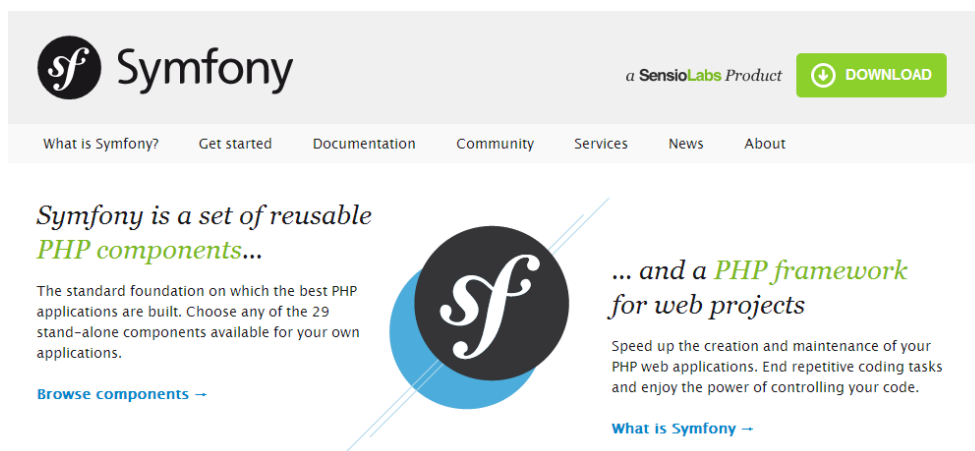 sf Symfony
a SensioLabs Product
DOWNLOAD
What is Symfony? Get started Documentation Community Services News About
Symfony is a set of reusable
PHP components...
The standard foundation on which the best PHP
applications are built. Choose any of the 29
stand-alone components available for your own
applications.
Browse components →
sf
... and a PHP framework
for web projects
Speed up the creation and maintenance of your
PHP web applications. End repetitive coding tasks
and enjoy the power of controlling your code.
What is Symfony →